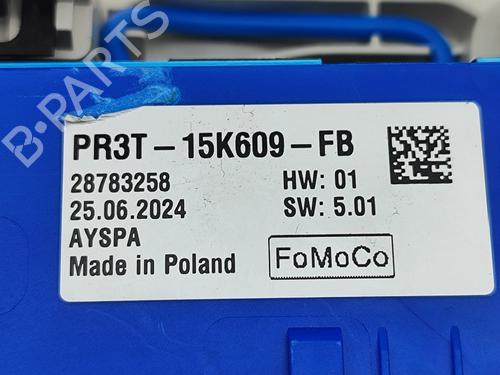 B-PARTS
PR3T-15K609-FB
28783258 HW: 01
25.06.2024 SW: 5.01
AYSPA
Made in Poland FoMoCo